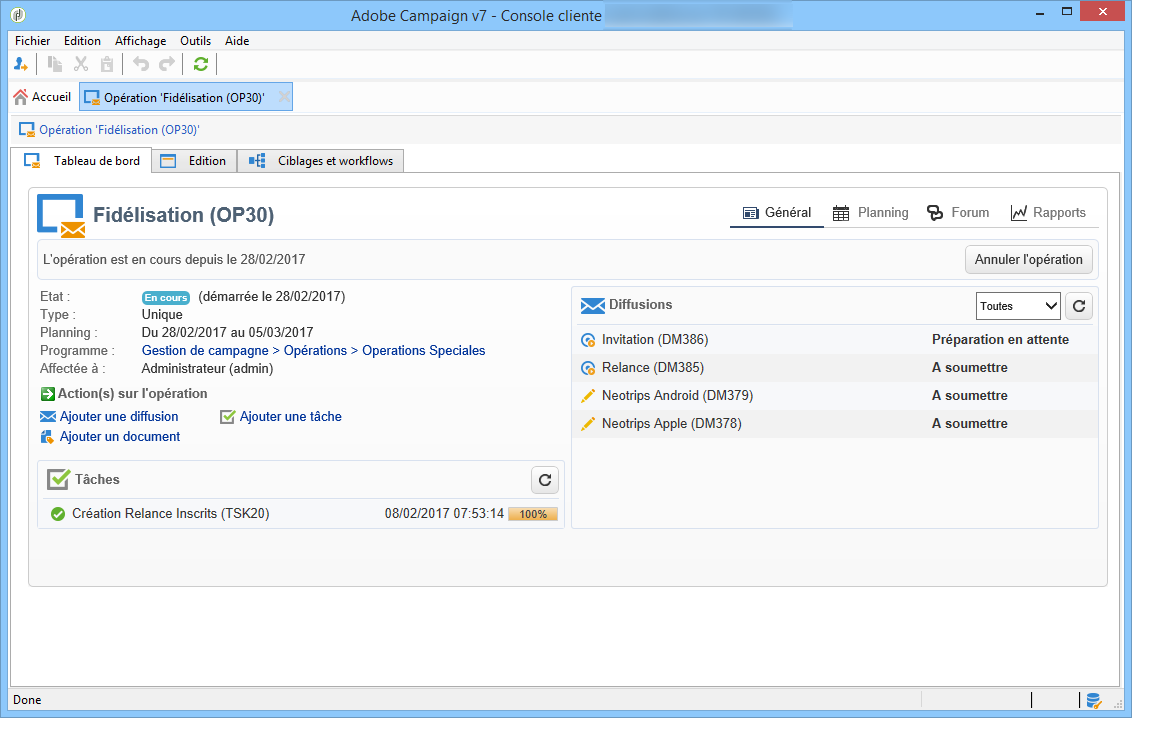 Adobe Campaign v7 - Console cliente
Fichier Edition Affichage Outils Aide
Accueil Opération 'Fidélisation (OP30)'
Opération 'Fidélisation (OP30)'
Tableau de bord Edition Ciblages et workflows
Fidélisation (OP30) Général Planning Forum Rapports
L'opération est en cours depuis le 28/02/2017 Annuler l'opération
Etat : En cours (démarrée le 28/02/2017)
Type : Unique
Planning : Du 28/02/2017 au 05/03/2017
Programme : Gestion de campagne > Opérations > Operations Speciales
Affectée à : Administrateur (admin)
Action(s) sur l'opération
Ajouter une diffusion Ajouter une tâche
Ajouter un document
Tâches
Création Relance Inscrits (TSK20) 08/02/2017 07:53:14 100%
Diffusions Toutes
Invitation (DM386) Préparation en attente
Relance (DM385) A soumettre
Neotrips Android (DM379) A soumettre
Neotrips Apple (DM378) A soumettre
Done